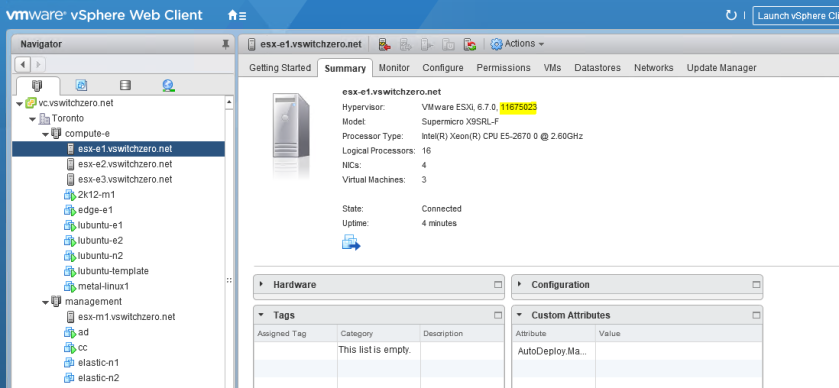 vmware® vSphere Web Client
Launch vSphere Cli
Navigator
vc.vswitchzero.net
Toronto
compute-e
esx-e1.vswitchzero.net
esx-e2.vswitchzero.net
esx-e3.vswitchzero.net
2k12-m1
edge-e1
lubuntu-e1
lubuntu-e2
lubuntu-n2
lubuntu-template
metal-linux1
management
esx-m1.vswitchzero.net
ad
cc
elastic-n1
elastic-n2
esx-e1.vswitchzero.net Actions
Getting Started Summary Monitor Configure Permissions VMs Datastores Networks Update Manager
esx-e1.vswitchzero.net
Hypervisor: VMware ESXi, 6.7.0, 11675023
Model: Supermicro X9SRL-F
Processor Type: Intel(R) Xeon(R) CPU E5-2670 0 @ 2.60GHz
Logical Processors: 16
NICs: 4
Virtual Machines: 3
State: Connected
Uptime: 4 minutes
Hardware
Configuration
Tags
Assigned Tag Category Description
This list is empty.
Custom Attributes
Attribute Value
AutoDeploy.Ma...